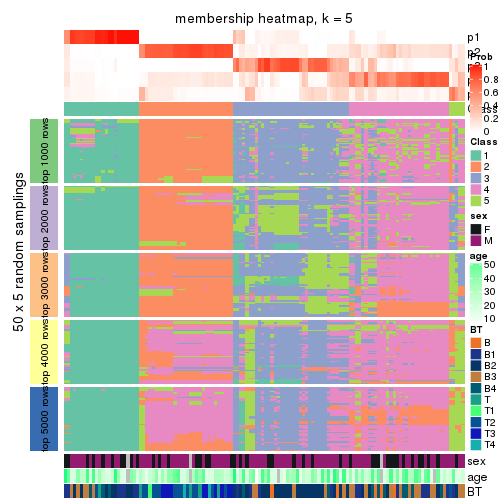 membership heatmap, k = 5
p1
p2
Prob
1
0.8
0.6
0.4
0.2
0
Class
1
2
3
4
5
sex
F
M
age
50
40
30
20
10
BT
B
B1
B2
B3
B4
T
T1
T2
T3
T4
50 x 5 random samplings
top 1000 rows
top 2000 rows
top 3000 rows
top 4000 rows
top 5000 rows
sex
age
BT